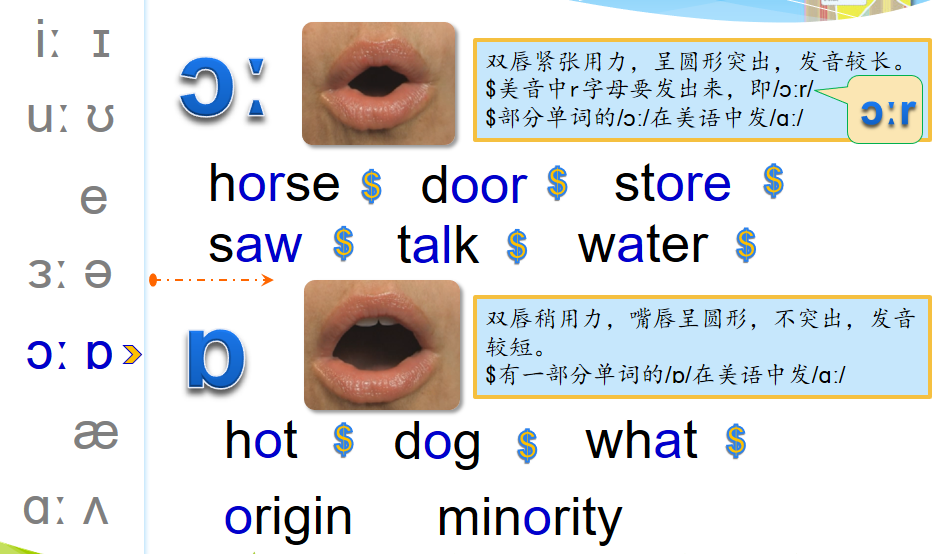 iː ɪ
uː ʊ
e
ɜː ə
ɔː ɒ
æ
ɑː ʌ
ɔː
双唇紧张用力，呈圆形突出，发音较长。
$美音中r字母要发出来，即/ɔːr/
$部分单词的/ɔː/在美语中发/ɑː/
ɔːr
horse $ door $ store $
saw $ talk $ water $
ɒ
双唇稍用力，嘴唇呈圆形，不突出，发音
较短。
$有一部分单词的/ɒ/在美语中发/ɑː/
hot $ dog $ what $
origin minority